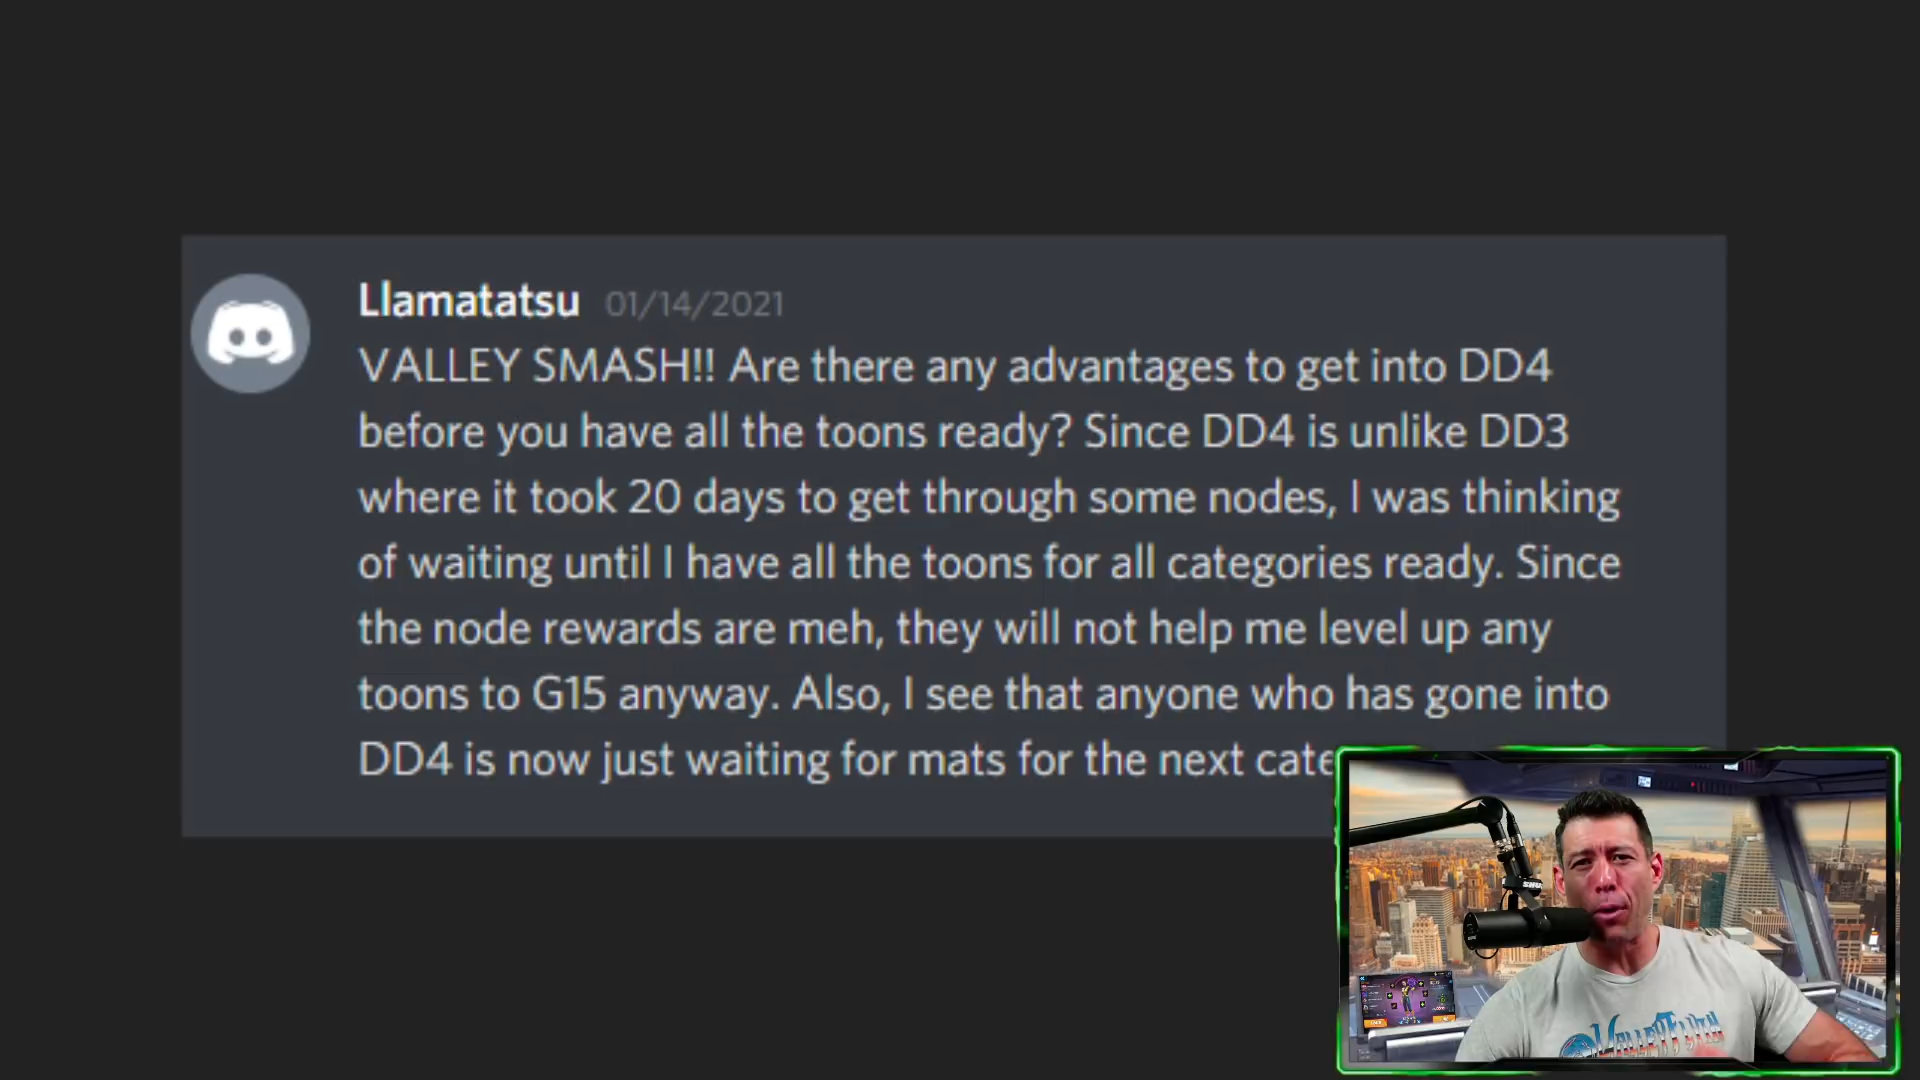 Llamatatsu 01/14/2021
VALLEY SMASH!! Are there any advantages to get into DD4
before you have all the toons ready? Since DD4 is unlike DD3
where it took 20 days to get through some nodes, I was thinking
of waiting until I have all the toons for all categories ready. Since
the node rewards are meh, they will not help me level up any
toons to G15 anyway. Also, I see that anyone who has gone into
DD4 is now just waiting for mats for the next cate
VALLEYFLYIN